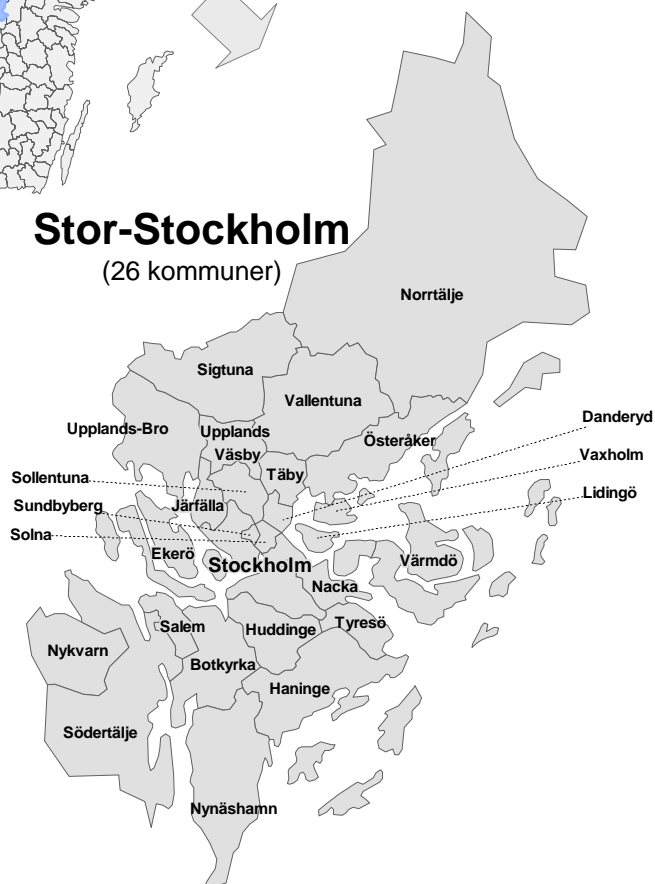 Stor-Stockholm
(26 kommuner)
Norrtälje
Sigtuna
Vallentuna
Danderyd
Upplands-Bro
Upplands
Väsby
Österåker
Vaxholm
Täby
Sollentuna
Lidingö
Sundbyberg
Järfälla
Solna
Ekerö
Stockholm
Värmdö
Nacka
Salem
Huddinge
Tyresö
Nykvarn
Botkyrka
Haninge
Södertälje
Nynäshamn